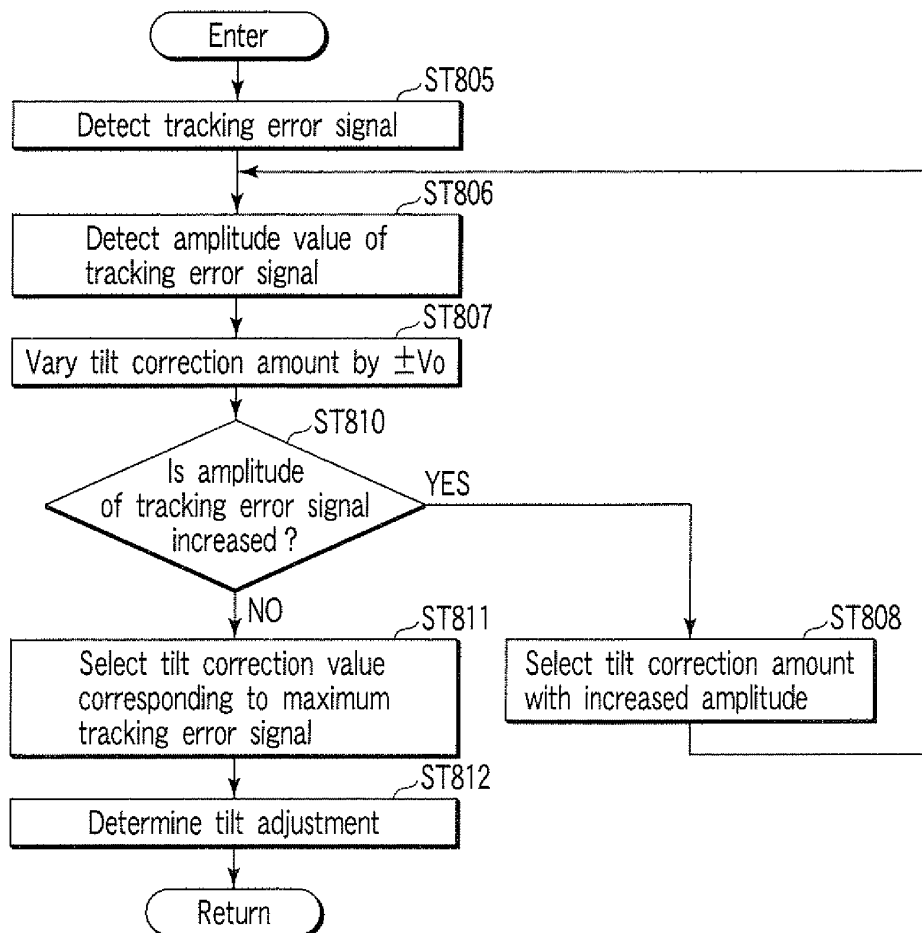 Enter
ST805
Detect tracking error signal
ST806
Detect amplitude value of
tracking error signal
ST807
Vary tilt correction amount by ±Vo
ST810
Is amplitude
of tracking error signal
increased ?
YES
NO
ST811
Select tilt correction value
corresponding to maximum
tracking error signal
ST808
Select tilt correction amount
with increased amplitude
ST812
Determine tilt adjustment
Return